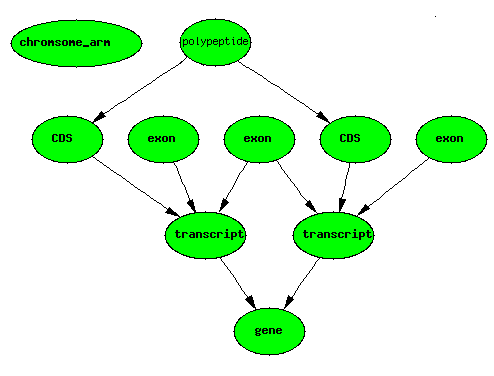 chromsome_arm
polypeptide
CDS
exon
exon
CDS
exon
transcript
transcript
gene